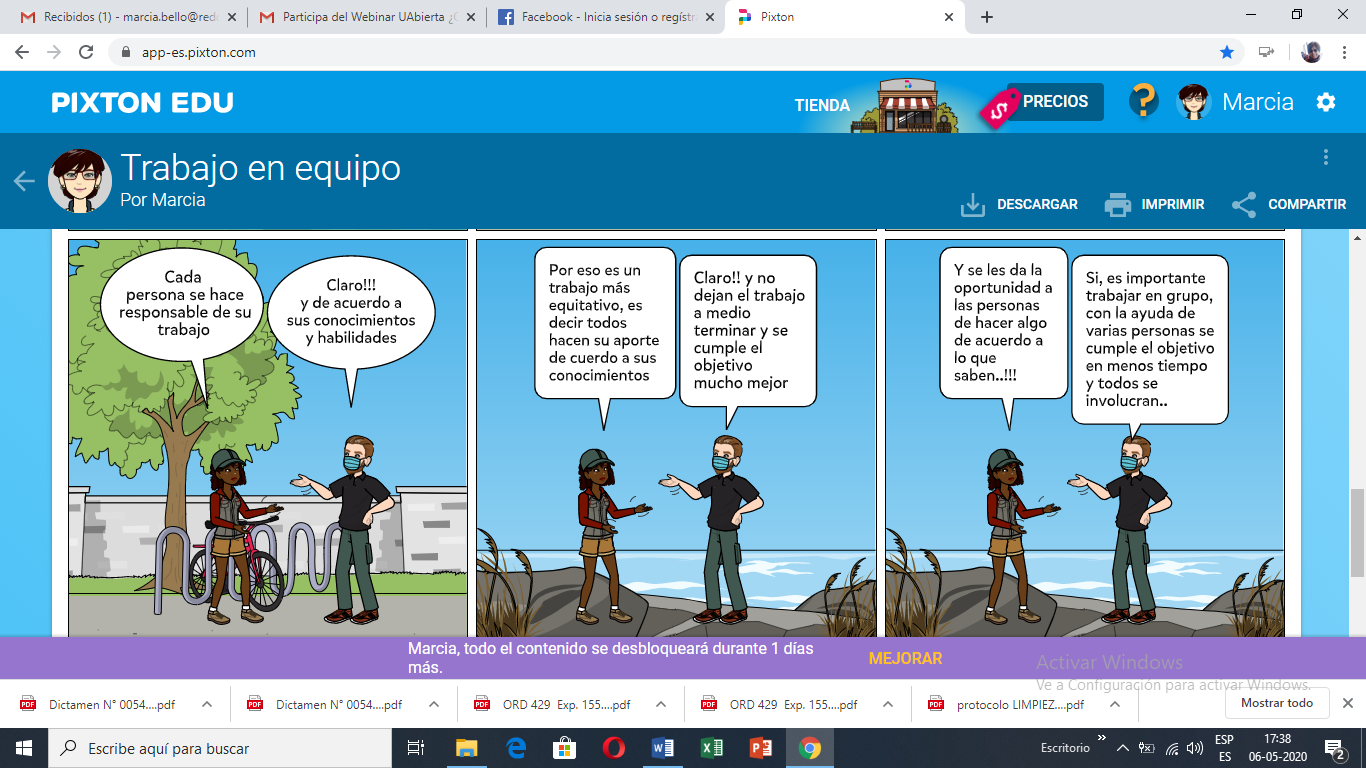 Recibidos (1) - marcia.bello@red
Participa del Webinar UAbierta ¿C
Facebook - Inicia sesión o regístra
Pixton
app-es.pixton.com
PIXTON EDU
TIENDA
PRECIOS
Marcia
Trabajo en equipo
Por Marcia
DESCARGAR
IMPRIMIR
COMPARTIR
Cada
persona se hace
responsable de su
trabajo
Claro!!!
y de acuerdo a
sus conocimientos
y habilidades
Por eso es un
trabajo más
equitativo, es
decir todos
hacen su aporte
de cuerdo a sus
conocimientos
Claro!! y no
dejan el trabajo
a medio
terminar y se
cumple el
objetivo
mucho mejor
Y se les da la
oportunidad a
las personas
de hacer algo
de acuerdo a
lo que
saben..!!!
Si, es importante
trabajar en grupo,
con la ayuda de
varias personas se
cumple el objetivo
en menos tiempo
y todos se
involucran..
Marcia, todo el contenido se desbloqueará durante 1 días
más.
MEJORAR
Activar Windows
Ve a Configuración para activar Windows.
Dictamen N° 0054....pdf
Dictamen N° 0054....pdf
ORD 429 Exp. 155....pdf
ORD 429 Exp. 155....pdf
protocolo LIMPIEZ....pdf
Mostrar todo
Escribe aquí para buscar
Escritorio
ESP
ES
17:38
06-05-2020
2